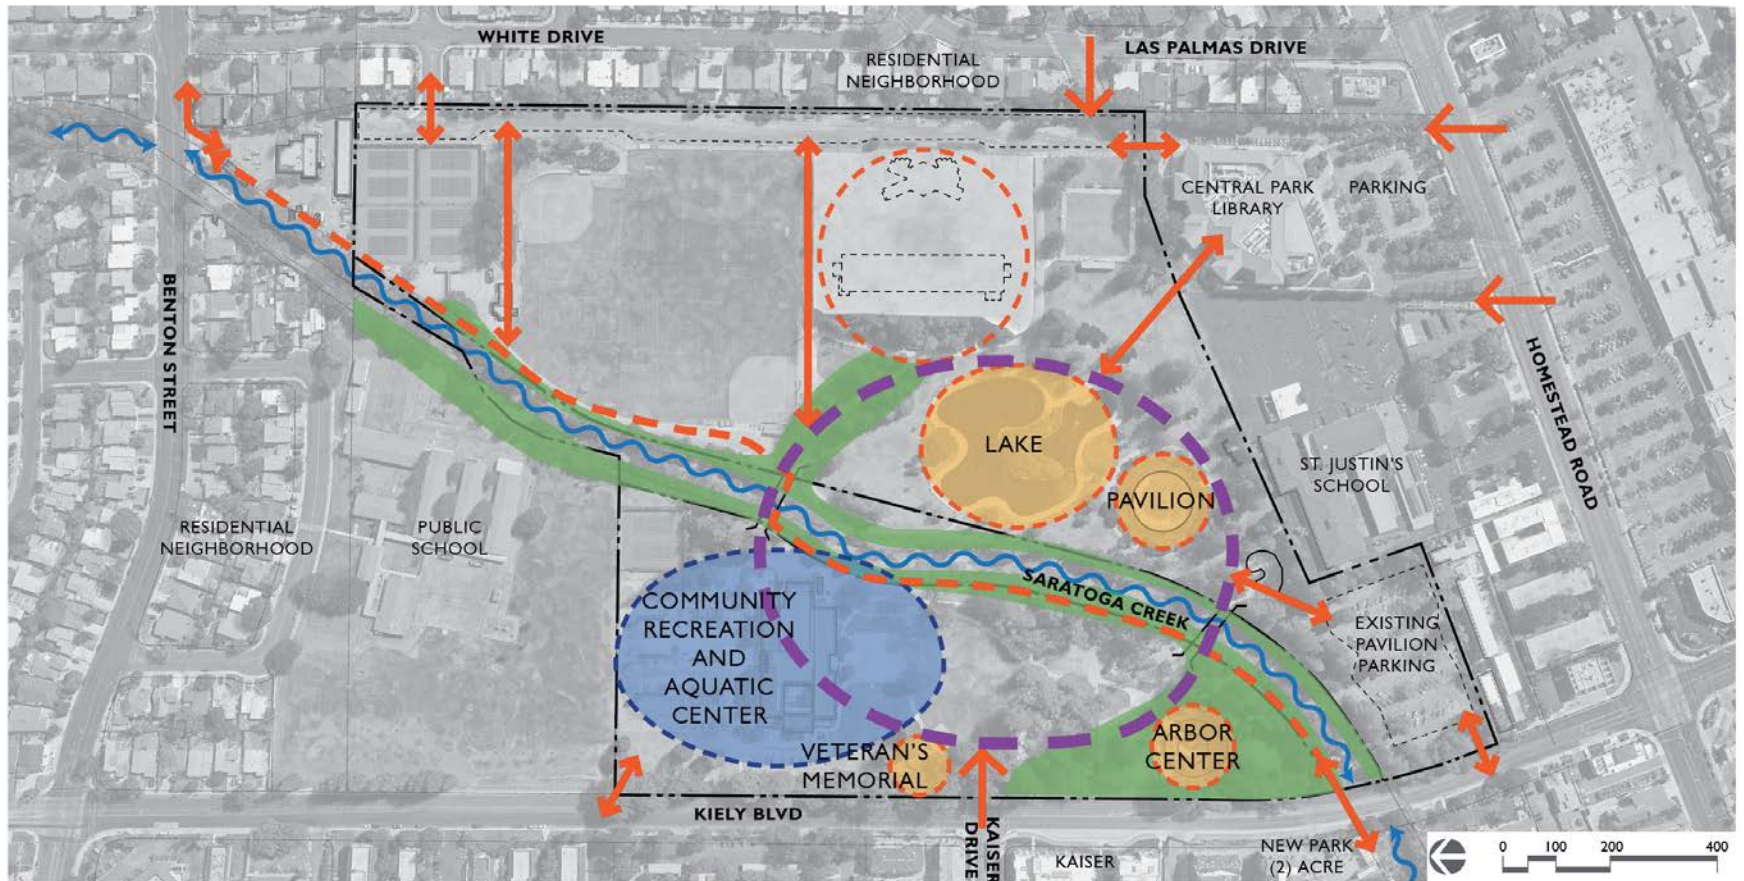 WHITE DRIVE
LAS PALMAS DRIVE
RESIDENTIAL
NEIGHBORHOOD
CENTRAL PARK
LIBRARY
PARKING
BENTON STREET
HOMESTEAD ROAD
LAKE
PAVILION
ST. JUSTIN'S
SCHOOL
RESIDENTIAL
NEIGHBORHOOD
PUBLIC
SCHOOL
SARATOGA CREEK
COMMUNITY
RECREATION
AND
AQUATIC
CENTER
EXISTING
PAVILION
PARKING
VETERAN'S
MEMORIAL
ARBOR
CENTER
KIELY BLVD
KAISER
DRIVE
KAISER
NEW PARK
(2) ACRE
0 100 200 400